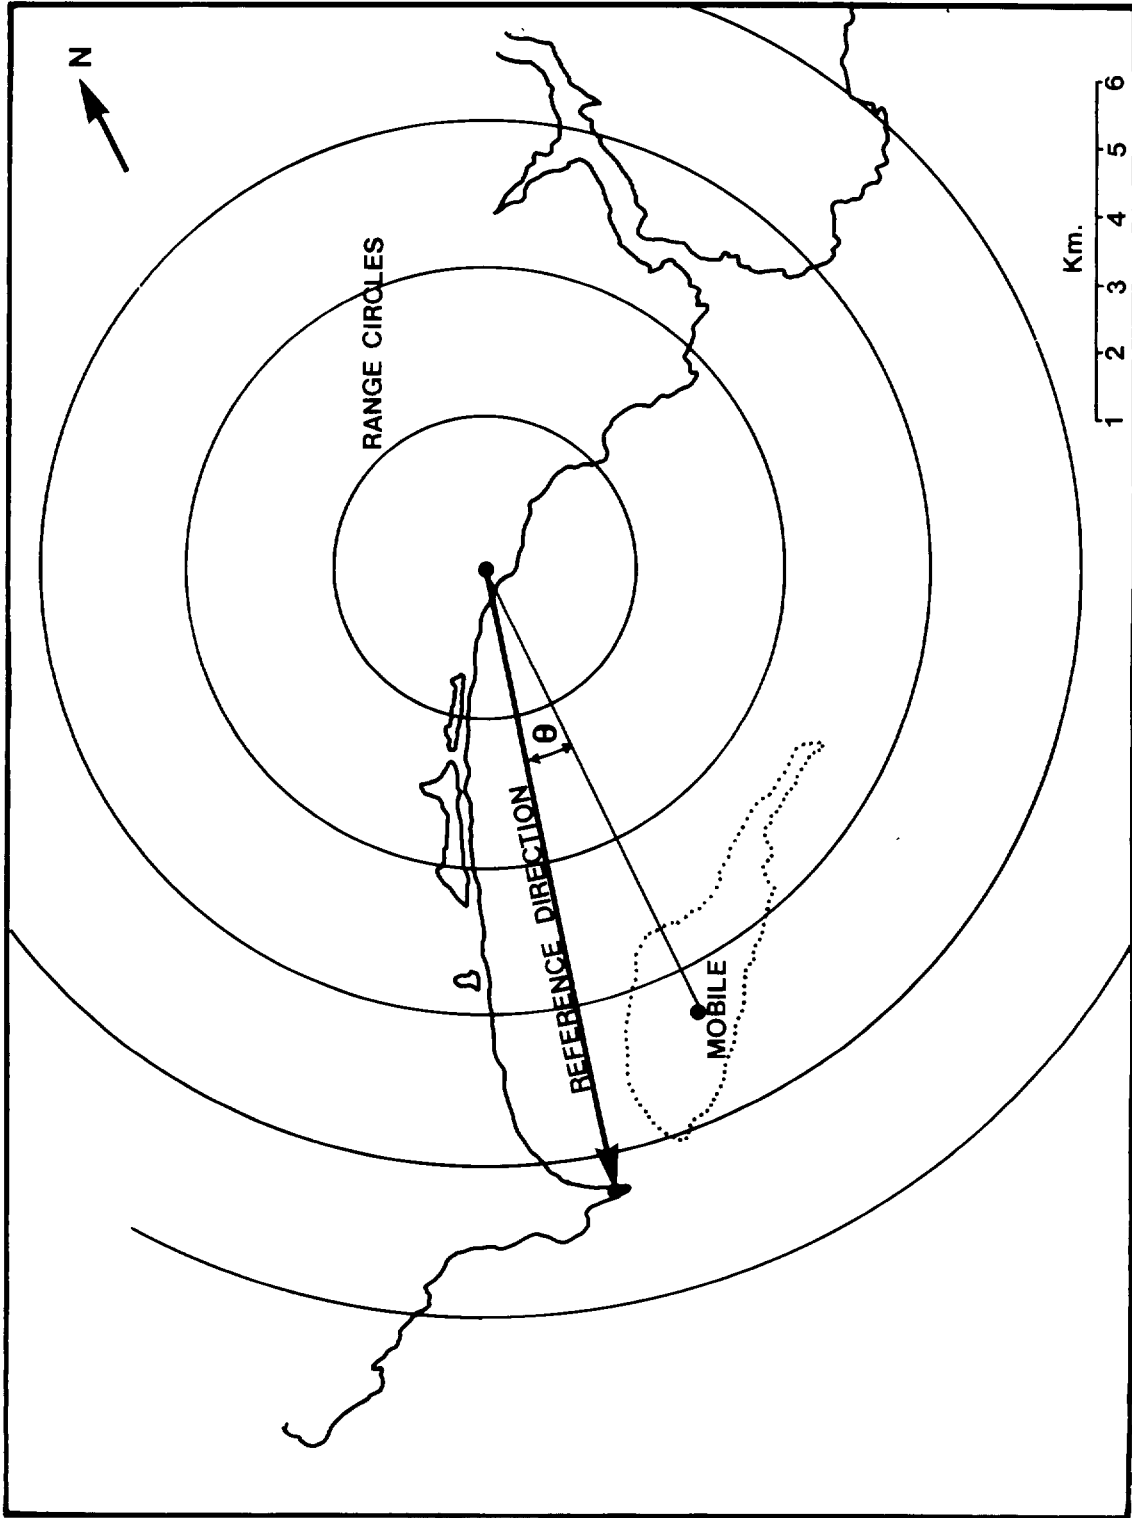 N
RANGE CIRCLES
REFERENCE DIRECTION
θ
MOBILE
Km.
1 2 3 4 5 6